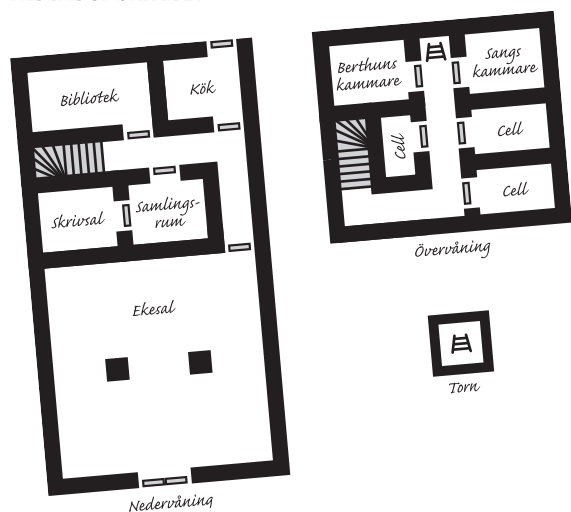 Bibliotek
Kök
Skrivsal
Samlings-
rum
Ekesal
Nedervåning
Berthuns
kammare
Sangs
kammare
Cell
Cell
Cell
Övervåning
Torn